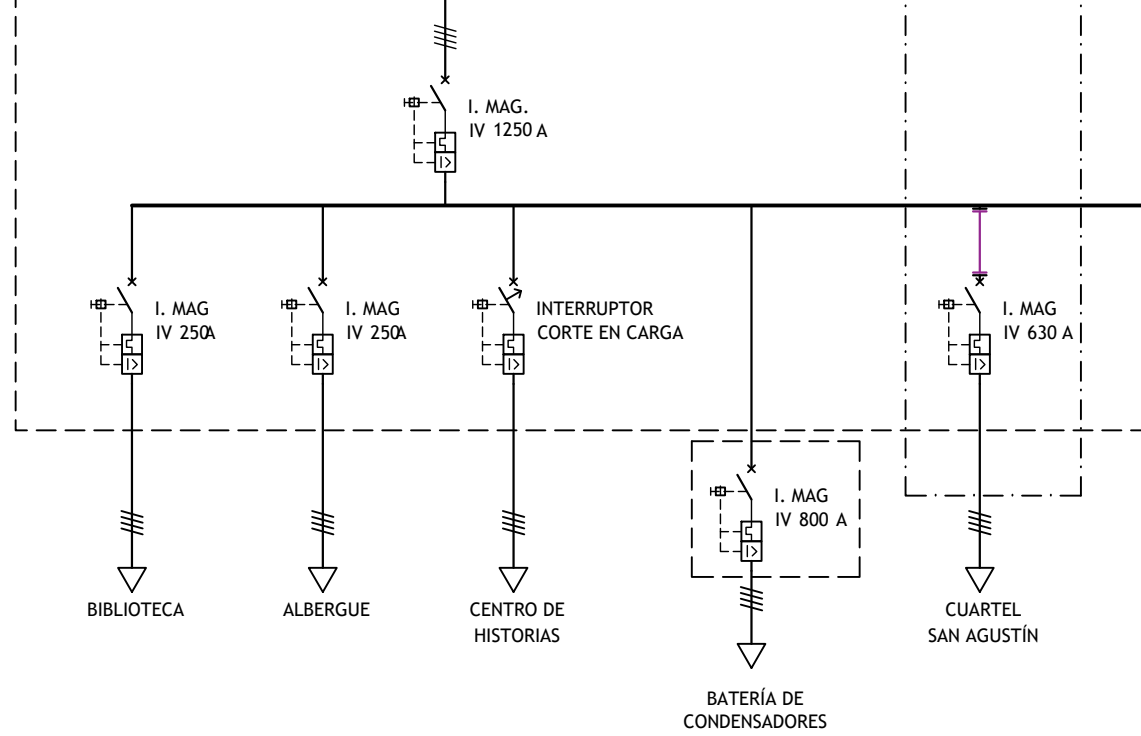 I. MAG.
IV 1250 A
I. MAG
IV 250A
I. MAG
IV 250A
INTERRUPTOR
CORTE EN CARGA
I. MAG
IV 630 A
I. MAG
IV 800 A
BIBLIOTECA
ALBERGUE
CENTRO DE
HISTORIAS
CUARTEL
SAN AGUSTÍN
BATERÍA DE
CONDENSADORES